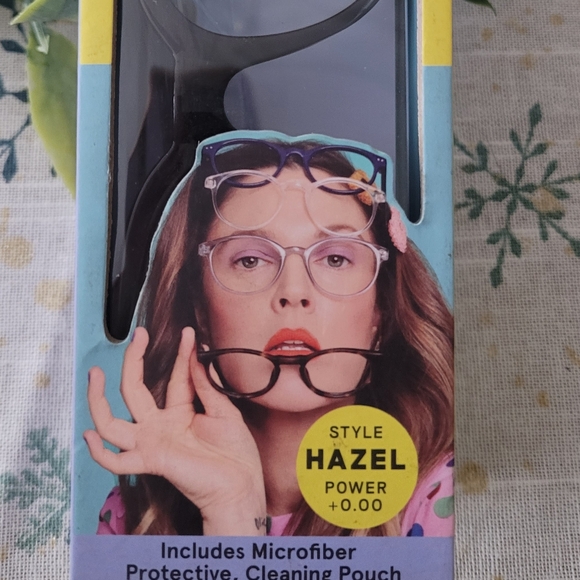 STYLE
HAZEL
POWER
+0.00
Includes Microfiber
Protective, Cleaning Pouch